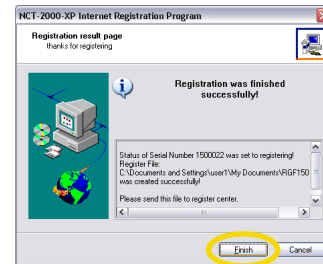 NCT-2000-XP Internet Registration Program
Registration result page
thanks for registering
Registration was finished
successfully!
Status of Serial Number 1500022 was set to registering!
Register File:
C:\Documents and Settings\user1\My Documents\RGF150
was created successfully!
Please send this file to register center.
Finish Cancel